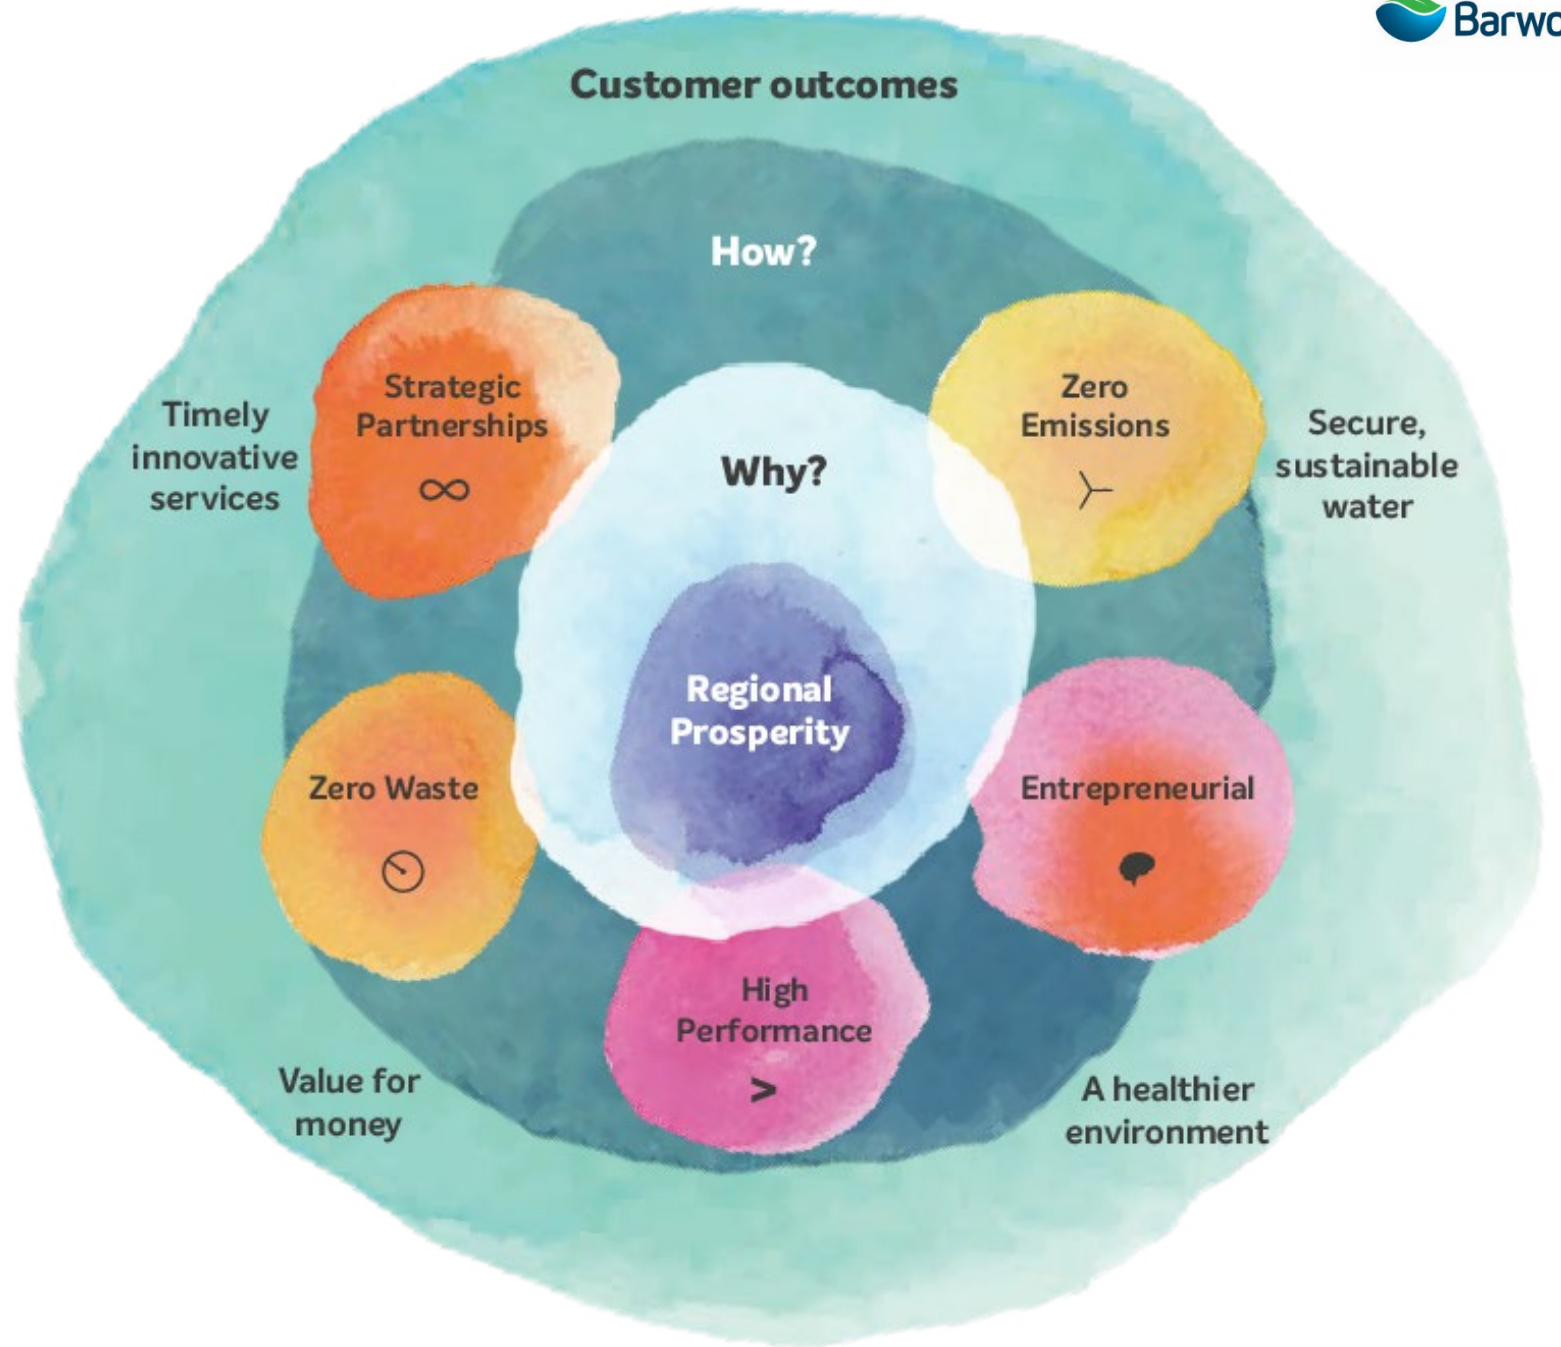 Barwo
Customer outcomes
How?
Strategic
Partnerships
∞
Zero
Emissions
Timely
innovative
services
Secure,
sustainable
water
Why?
Regional
Prosperity
Zero Waste
Entrepreneurial
High
Performance
>
Value for
money
A healthier
environment